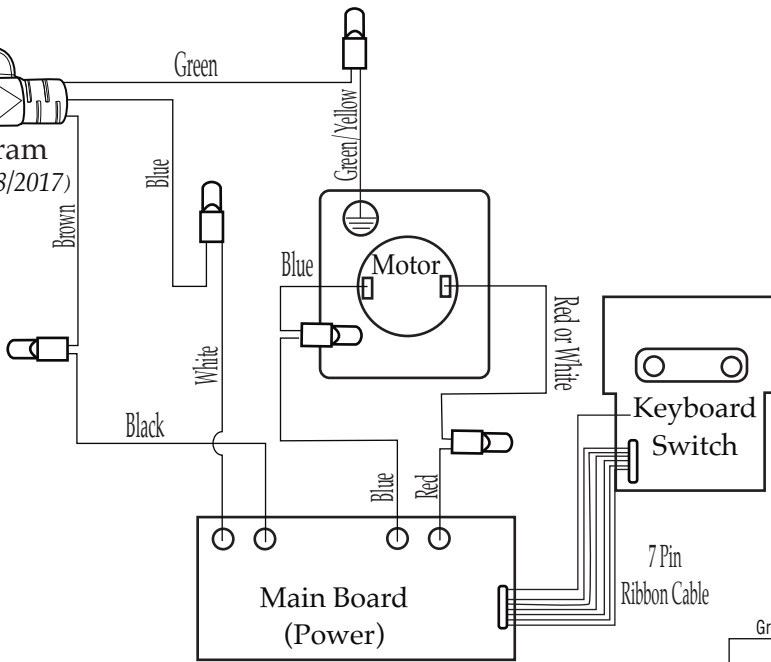 Green
ram
8/2017)
Brown
Blue
Green/Yellow
Blue
Motor
Red or White
White
Black
Blue
Red
Keyboard
Switch
7 Pin
Ribbon Cable
Main Board
(Power)
Gr